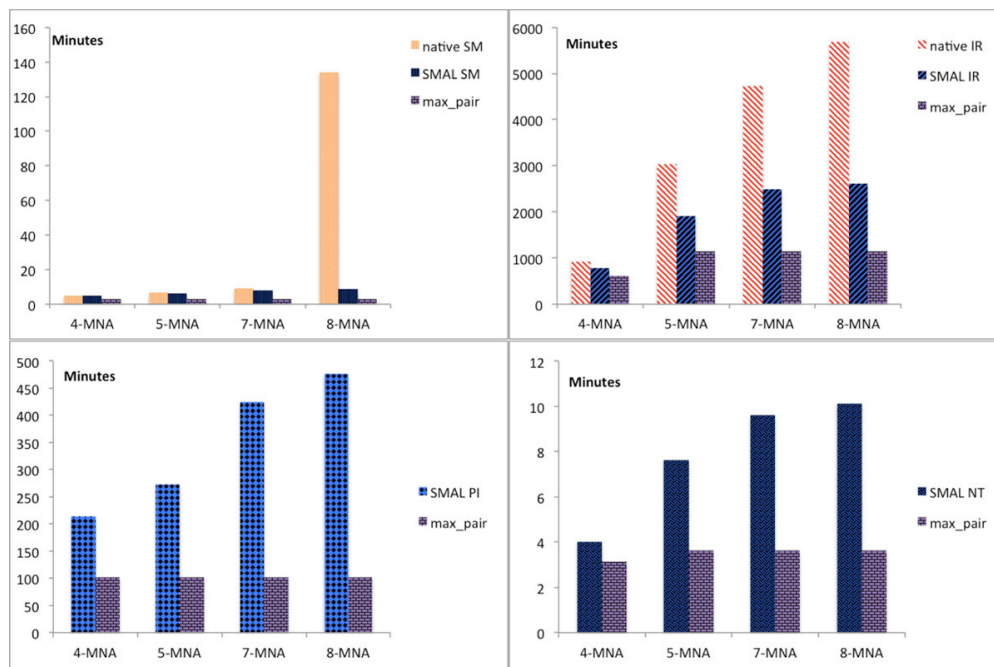 160
140
120
100
80
60
40
20
0
Minutes
native SM
SMAL SM
max_pair
4-MNA 5-MNA 7-MNA 8-MNA
6000
5000
4000
3000
2000
1000
0
Minutes
native IR
SMAL IR
max_pair
4-MNA 5-MNA 7-MNA 8-MNA
500
450
400
350
300
250
200
150
100
50
0
Minutes
SMAL PI
max_pair
4-MNA 5-MNA 7-MNA 8-MNA
12
10
8
6
4
2
0
Minutes
SMAL NT
max_pair
4-MNA 5-MNA 7-MNA 8-MNA